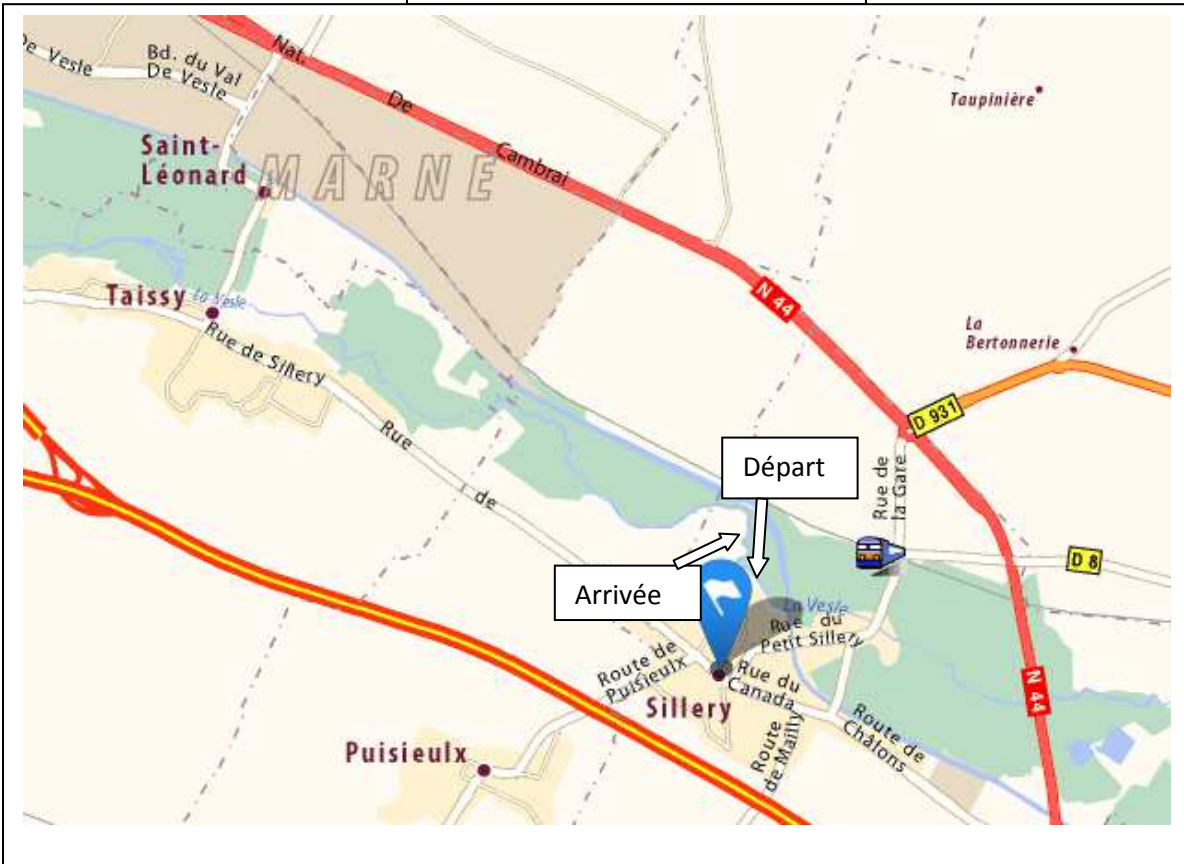 Nat.
De
Cambrai
De Vesle
Bd. du Val
De Vesle
Taupinière
Saint-
Léonard
MARNE
La Vesle
Taissy
Rue de Sillery
N 44
La
Bertonnerie
D 931
Rue
de
Départ
Rue de
la Gare
D 8
Arrivée
La Vesle
Rue du
Petit Sillery
Route de
Puisieulx
Rue du
Canada
Sillery
N 44
Route de
Châlons
Route
de Mailly
Puisieulx